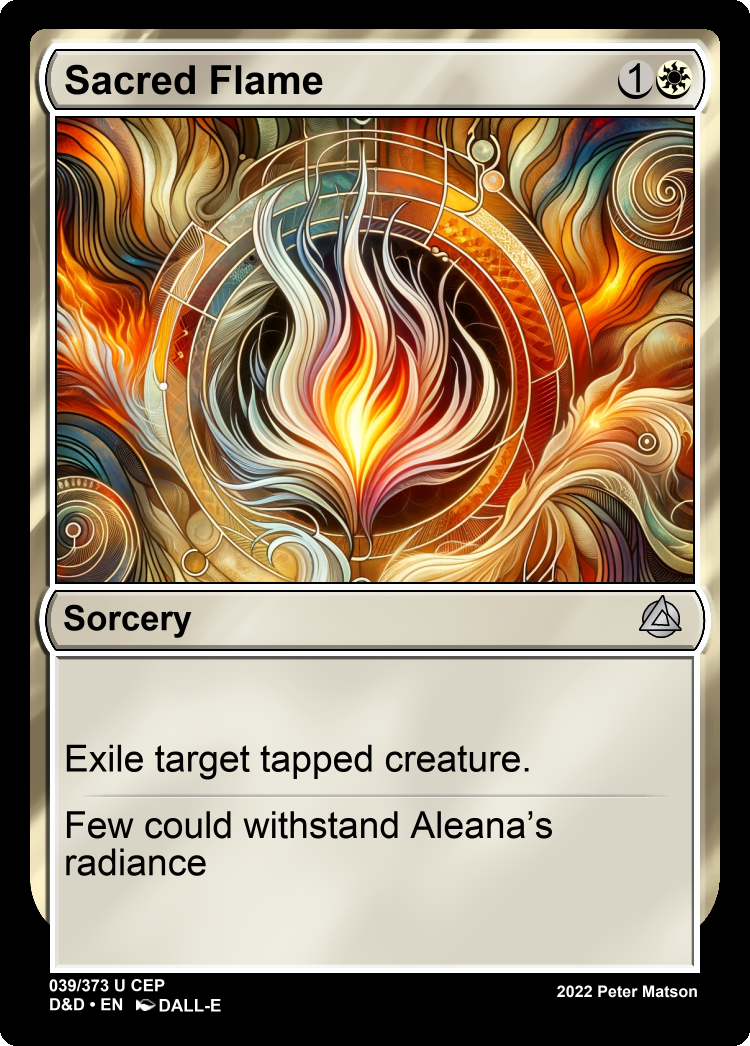 Sacred Flame 1
Sorcery
Exile target tapped creature.
Few could withstand Aleana’s
radiance
039/373 U CEP
D&D • EN DALL-E
2022 Peter Matson